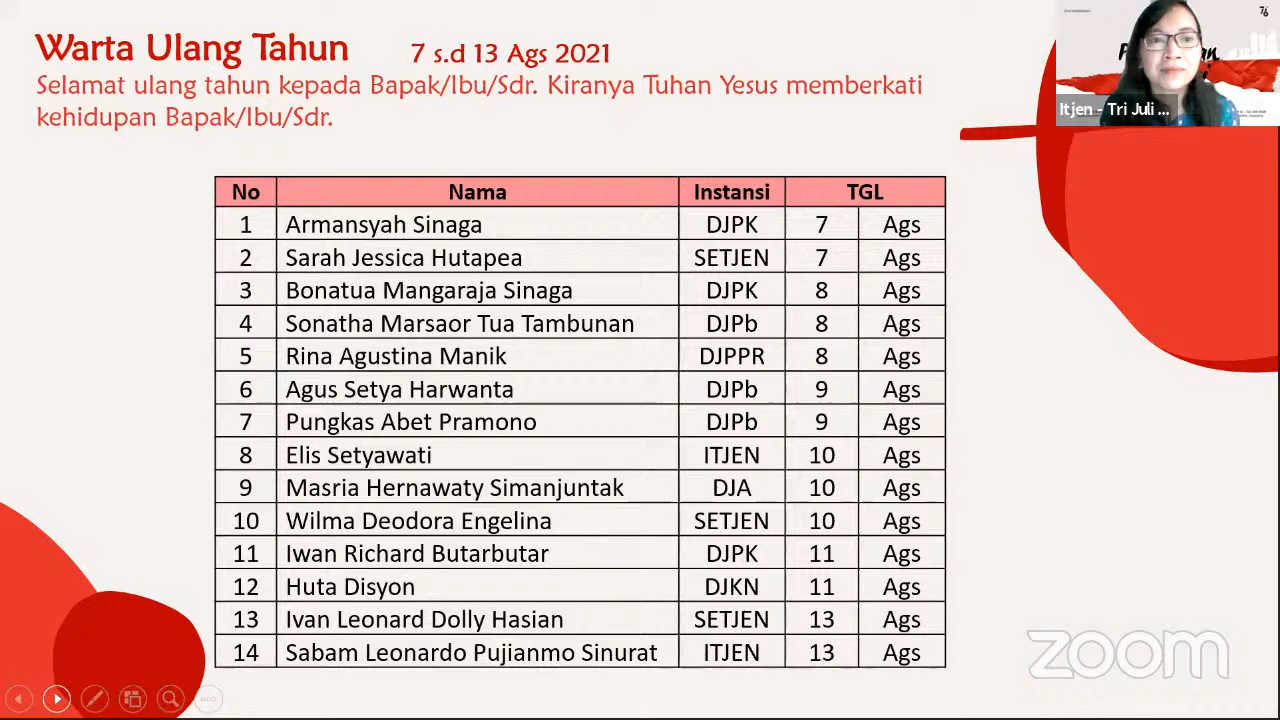 Warta Ulang Tahun 7 s.d 13 Ags 2021
Selamat ulang tahun kepada Bapak/Ibu/Sdr. Kiranya Tuhan Yesus memberkati
kehidupan Bapak/Ibu/Sdr.
76
Itjen - Tri Juli ...
No Nama Instansi TGL
1 Armansyah Sinaga DJPK 7 Ags
2 Sarah Jessica Hutapea SETJEN 7 Ags
3 Bonatua Mangaraja Sinaga DJPK 8 Ags
4 Sonatha Marsaor Tua Tambunan DJPb 8 Ags
5 Rina Agustina Manik DJPPR 8 Ags
6 Agus Setya Harwanta DJPb 9 Ags
7 Pungkas Abet Pramono DJPb 9 Ags
8 Elis Setyawati ITJEN 10 Ags
9 Masria Hernawaty Simanjuntak DJA 10 Ags
10 Wilma Deodora Engelina SETJEN 10 Ags
11 Iwan Richard Butarbutar DJPK 11 Ags
12 Huta Disyon DJKN 11 Ags
13 Ivan Leonard Dolly Hasian SETJEN 13 Ags
14 Sabam Leonardo Pujianmo Sinurat ITJEN 13 Ags
zoom